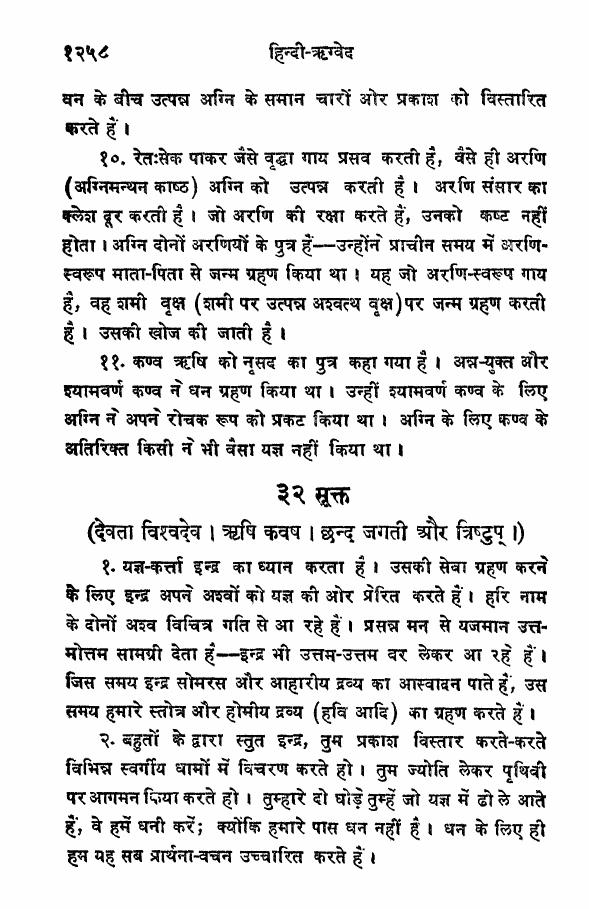 १२५८ हिन्दी-ऋग्वेद
वन के बीच उत्पन्न अग्नि के समान चारों ओर प्रकाश को विस्तारित
करते हैं।
१०. रेतःसेक पाकर जैसे वृद्धा गाय प्रसव करती है, वैसे ही अरणि
(अग्निमन्थन काष्ठ) अग्नि को उत्पन्न करती है। अरणि संसार का
क्लेश दूर करती है। जो अरणि की रक्षा करते हैं, उनको कष्ट नहीं
होता। अग्नि दोनों अरणियों के पुत्र हैं--उन्होंने प्राचीन समय में अरणि-
स्वरूप माता-पिता से जन्म ग्रहण किया था। यह जो अरणि-स्वरूप गाय
है, वह शमी वृक्ष (शमी पर उत्पन्न अश्वत्थ वृक्ष) पर जन्म ग्रहण करती
है। उसकी खोज की जाती है।
११. कण्व ऋषि को नृसद का पुत्र कहा गया है। अन्न-युक्त और
श्यामवर्ण कण्व ने धन ग्रहण किया था। उन्हीं श्यामवर्ण कण्व के लिए
अग्नि ने अपने रोचक रूप को प्रकट किया था। अग्नि के लिए कण्व के
अतिरिक्त किसी ने भी वैसा यज्ञ नहीं किया था।
३२ सूक्त
(देवता विश्वदेव। ऋषि कवष। छन्द जगती और त्रिष्टुप्।)
१. यज्ञ-कर्त्ता इन्द्र का ध्यान करता है। उसकी सेवा ग्रहण करने
के लिए इन्द्र अपने अश्वों को यज्ञ की ओर प्रेरित करते हैं। हरि नाम
के दोनों अश्व विचित्र गति से आ रहे हैं। प्रसन्न मन से यजमान उत्त-
मोत्तम सामग्री देता है--इन्द्र भी उत्तम-उत्तम वर लेकर आ रहे हैं।
जिस समय इन्द्र सोमरस और आहारीय द्रव्य का आस्वादन पाते हैं, उस
समय हमारे स्तोत्र और होमीय द्रव्य (हवि आदि) का ग्रहण करते हैं।
२. बहुतों के द्वारा स्तुत इन्द्र, तुम प्रकाश विस्तार करते-करते
विभिन्न स्वर्गीय धामों में विचरण करते हो। तुम ज्योति लेकर पृथिवी
पर आगमन किया करते हो। तुम्हारे दो घोड़े तुम्हें जो यज्ञ में ढो ले आते
हैं, वे हमें धनी करें; क्योंकि हमारे पास धन नहीं है। धन के लिए ही
हम यह सब प्रार्थना-वचन उच्चारित करते हैं।